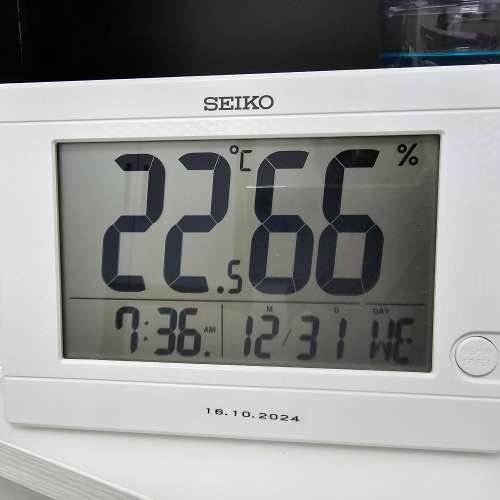 SEIKO
22.5 °C 66 %
7:36. AM M 12/ D 31 DAY WE
16.10.2024